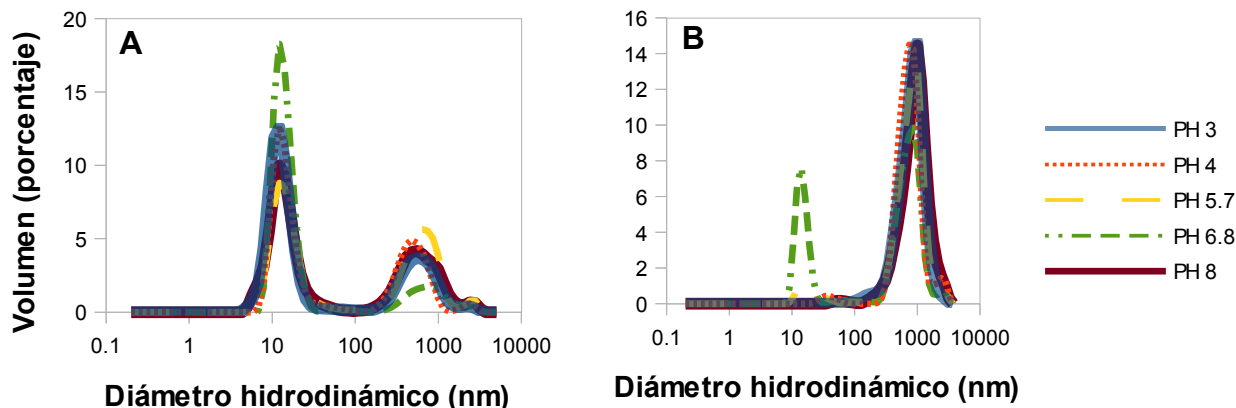 A
Volumen (porcentaje)
20
15
10
5
0
0.1 1 10 100 1000 10000
Diámetro hidrodinámico (nm)
B
16
14
12
10
8
6
4
2
0
0.1 1 10 100 1000 10000
Diámetro hidrodinámico (nm)
PH 3
PH 4
PH 5.7
PH 6.8
PH 8